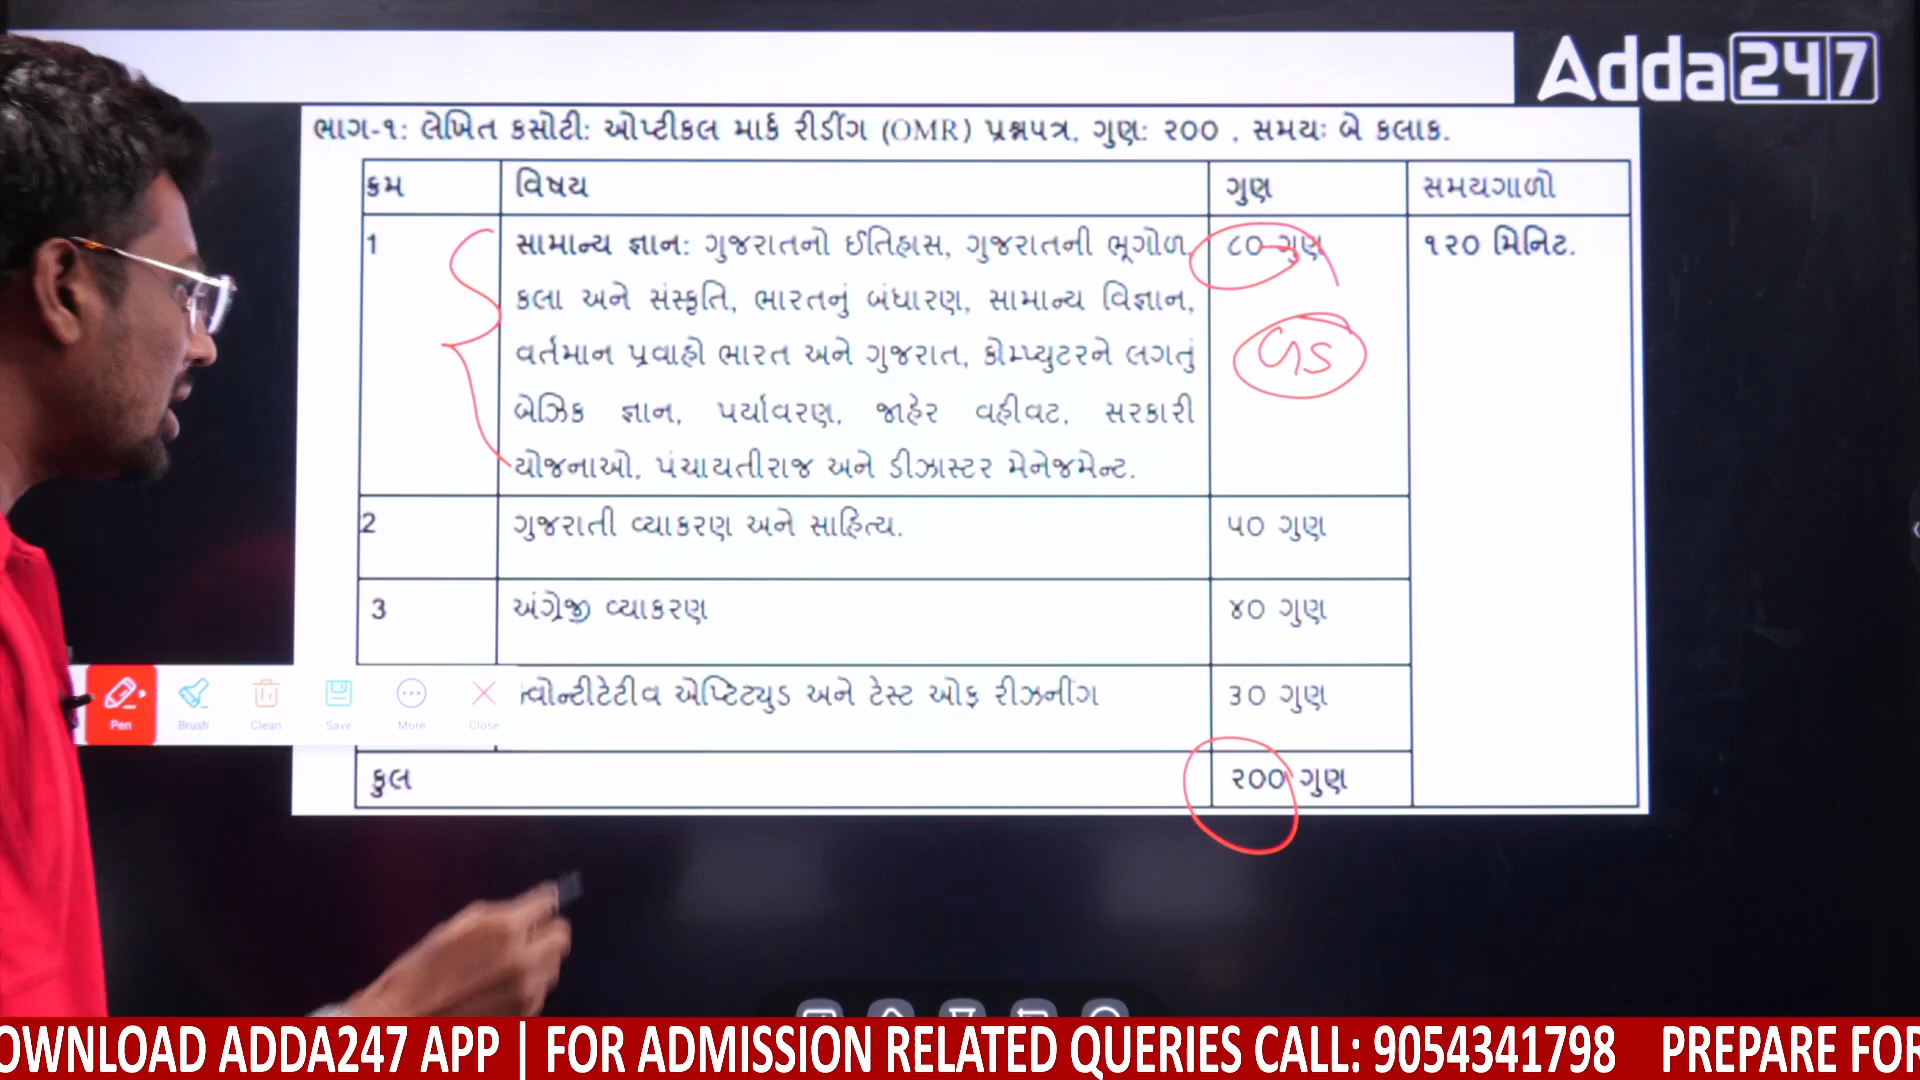 Adda247
ભાગ-૧: લેખિત કસોટી: ઓપ્ટીકલ માર્ક રીડીંગ (OMR) પ્રશ્નપત્ર, ગુણ: ૨૦૦ , સમયઃ બે કલાક.
ક્રમ વિષય ગુણ સમયગાળો
1 સામાન્ય જ્ઞાન: ગુજરાતનો ઈતિહાસ, ગુજરાતની ભૂગોળ, ૮૦ ગુણ ૧૨૦ મિનિટ.
કલા અને સંસ્કૃતિ, ભારતનું બંધારણ, સામાન્ય વિજ્ઞાન,
વર્તમાન પ્રવાહો ભારત અને ગુજરાત, કોમ્પ્યુટરને લગતું GS
બેઝિક જ્ઞાન, પર્યાવરણ, જાહેર વહીવટ, સરકારી
યોજનાઓ, પંચાયતીરાજ અને ડીઝાસ્ટર મેનેજમેન્ટ.
2 ગુજરાતી વ્યાકરણ અને સાહિત્ય. ૫૦ ગુણ
3 અંગ્રેજી વ્યાકરણ ૪૦ ગુણ
એપ્ટિટ્યુડ અને ટેસ્ટ ઓફ રીઝનીંગ ૩૦ ગુણ
Pen Brush Clean Save More Close
કુલ ૨૦૦ ગુણ
OWNLOAD ADDA247 APP | FOR ADMISSION RELATED QUERIES CALL: 9054341798 PREPARE FOR